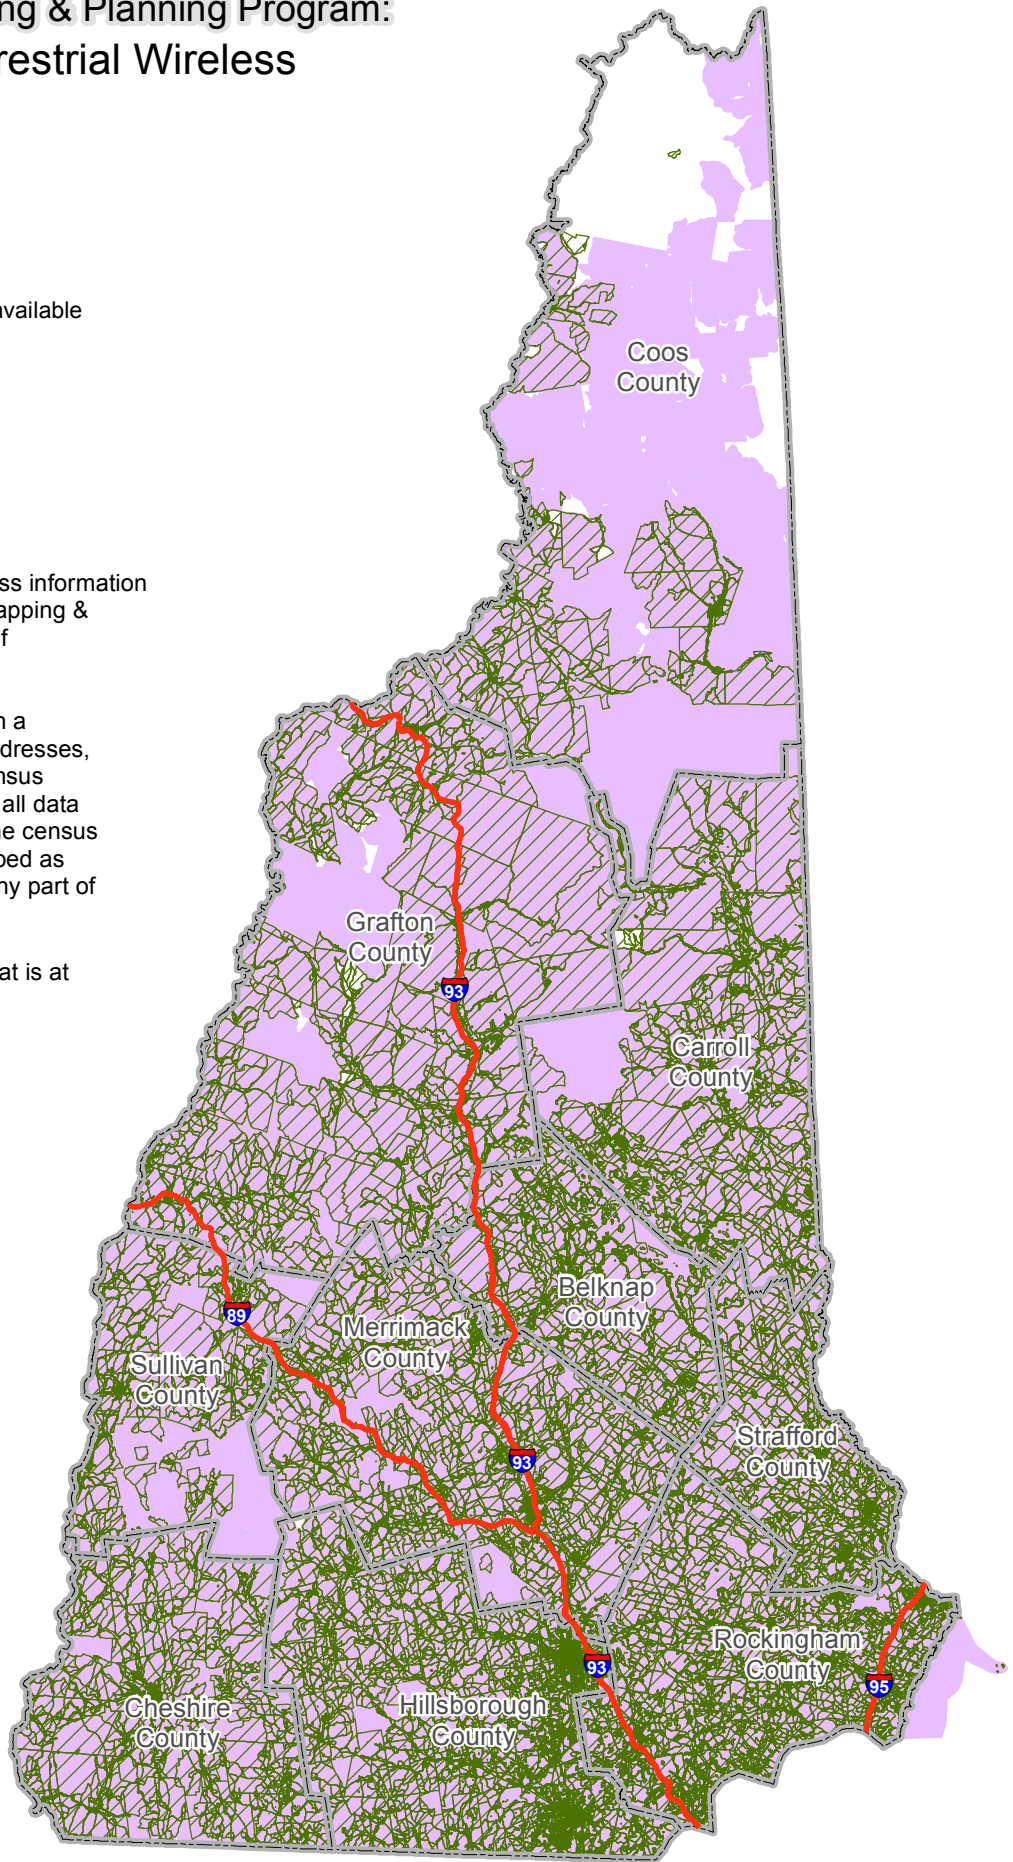 ng & Planning Program:
restrial Wireless
available
ss information
apping &
f
n a
dresses,
nsus
all data
ne census
bed as
ny part of
at is at
Coos
County
Grafton
County
93
Carroll
County
Belknap
County
89
Merrimack
County
Sullivan
County
Strafford
County
93
Rockingham
County
93
95
Cheshire
County
Hillsborough
County